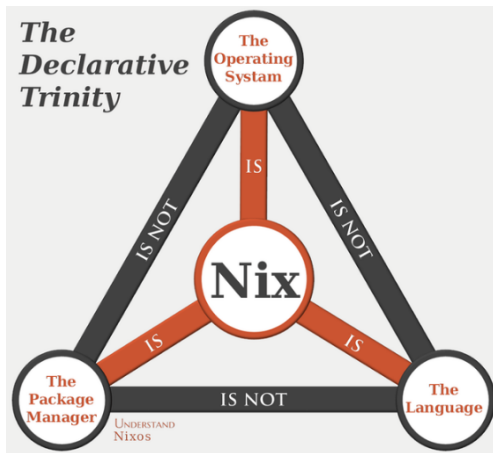 The
Declarative
Trinity
The
Operating
Systam
IS
IS NOT
IS NOT
Nix
IS
IS
The
Package
Manager
IS NOT
The
Language
UNDERSTAND
Nixos